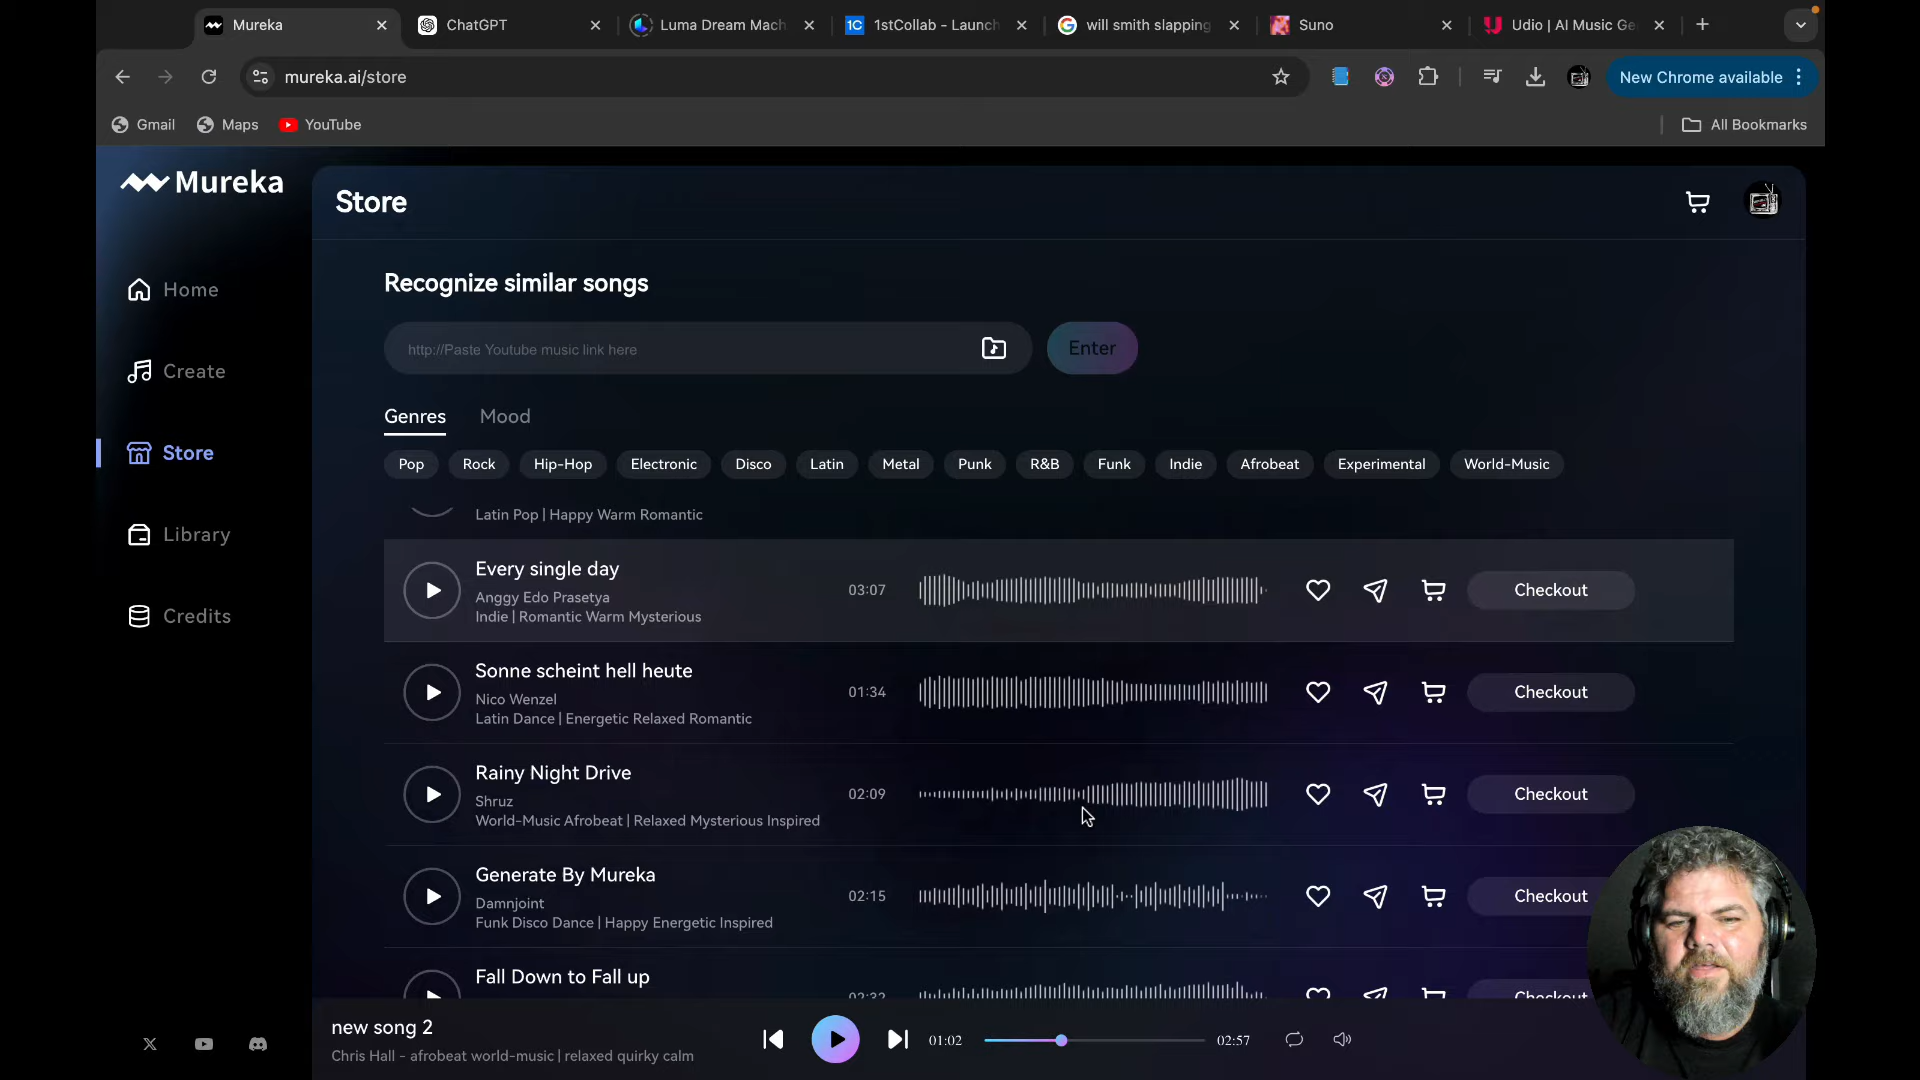 Mureka
ChatGPT
Luma Dream Mach
1stCollab - Launch
will smith slapping
Suno
Udio | AI Music Ge
mureka.ai/store
New Chrome available
Gmail
Maps
YouTube
All Bookmarks
Mureka
Store
Home
Create
Store
Library
Credits
Recognize similar songs
http://Paste Youtube music link here
Enter
Genres
Mood
Pop
Rock
Hip-Hop
Electronic
Disco
Latin
Metal
Punk
R&B
Funk
Indie
Afrobeat
Experimental
World-Music
Latin Pop | Happy Warm Romantic
Every single day
Anggy Edo Prasetya
Indie | Romantic Warm Mysterious
03:07
Checkout
Sonne scheint hell heute
Nico Wenzel
Latin Dance | Energetic Relaxed Romantic
01:34
Checkout
Rainy Night Drive
Shruz
World-Music Afrobeat | Relaxed Mysterious Inspired
02:09
Checkout
Generate By Mureka
Damnjoint
Funk Disco Dance | Happy Energetic Inspired
02:15
Checkout
Fall Down to Fall up
02:32
Checkout
new song 2
Chris Hall - afrobeat world-music | relaxed quirky calm
01:02
02:57